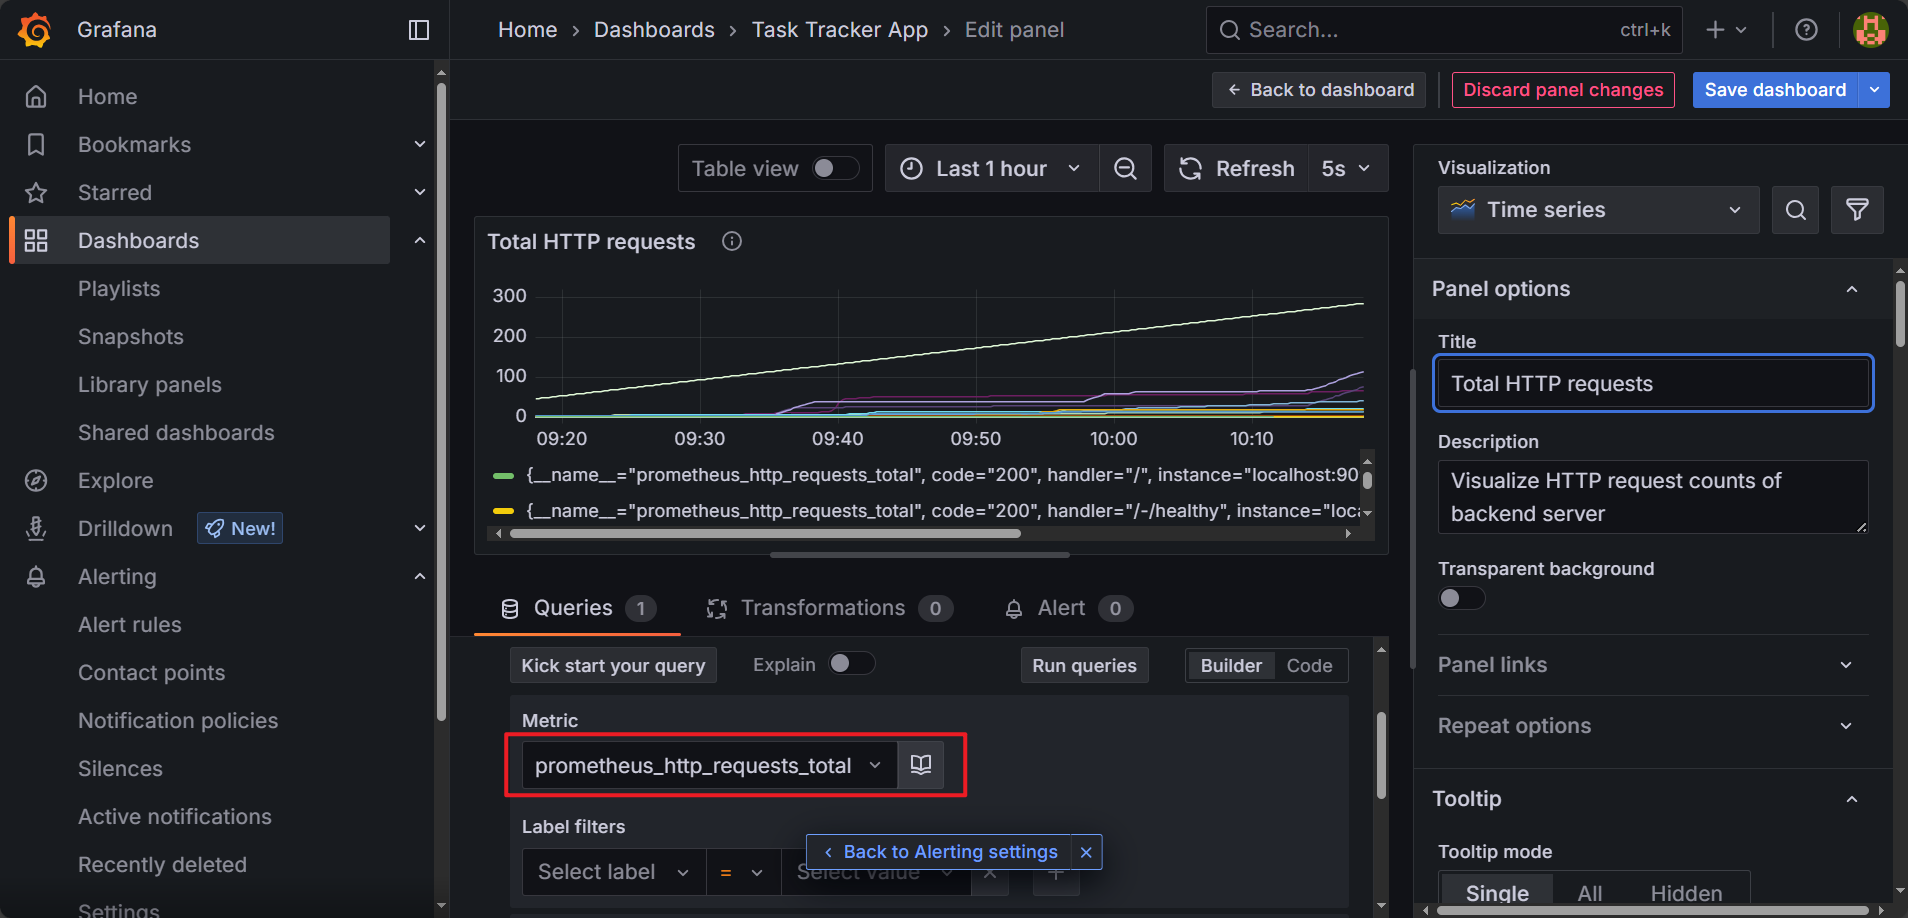 Grafana
Home › Dashboards › Task Tracker App › Edit panel
Search...
ctrl+k
Back to dashboard
Discard panel changes
Save dashboard
Home
Bookmarks
Starred
Dashboards
Playlists
Snapshots
Library panels
Shared dashboards
Explore
Drilldown
New!
Alerting
Alert rules
Contact points
Notification policies
Silences
Active notifications
Recently deleted
Settings
Table view
Last 1 hour
Refresh
5s
Total HTTP requests
300
200
100
0
09:20
09:30
09:40
09:50
10:00
10:10
{__name__="prometheus_http_requests_total", code="200", handler="/", instance="localhost:90
{__name__="prometheus_http_requests_total", code="200", handler="/-/healthy", instance="loca
Queries 1
Transformations 0
Alert 0
Kick start your query
Explain
Run queries
Builder
Code
Metric
prometheus_http_requests_total
Label filters
Select label
=
Select value
Back to Alerting settings
Visualization
Time series
Panel options
Title
Total HTTP requests
Description
Visualize HTTP request counts of
backend server
Transparent background
Panel links
Repeat options
Tooltip
Tooltip mode
Single
All
Hidden